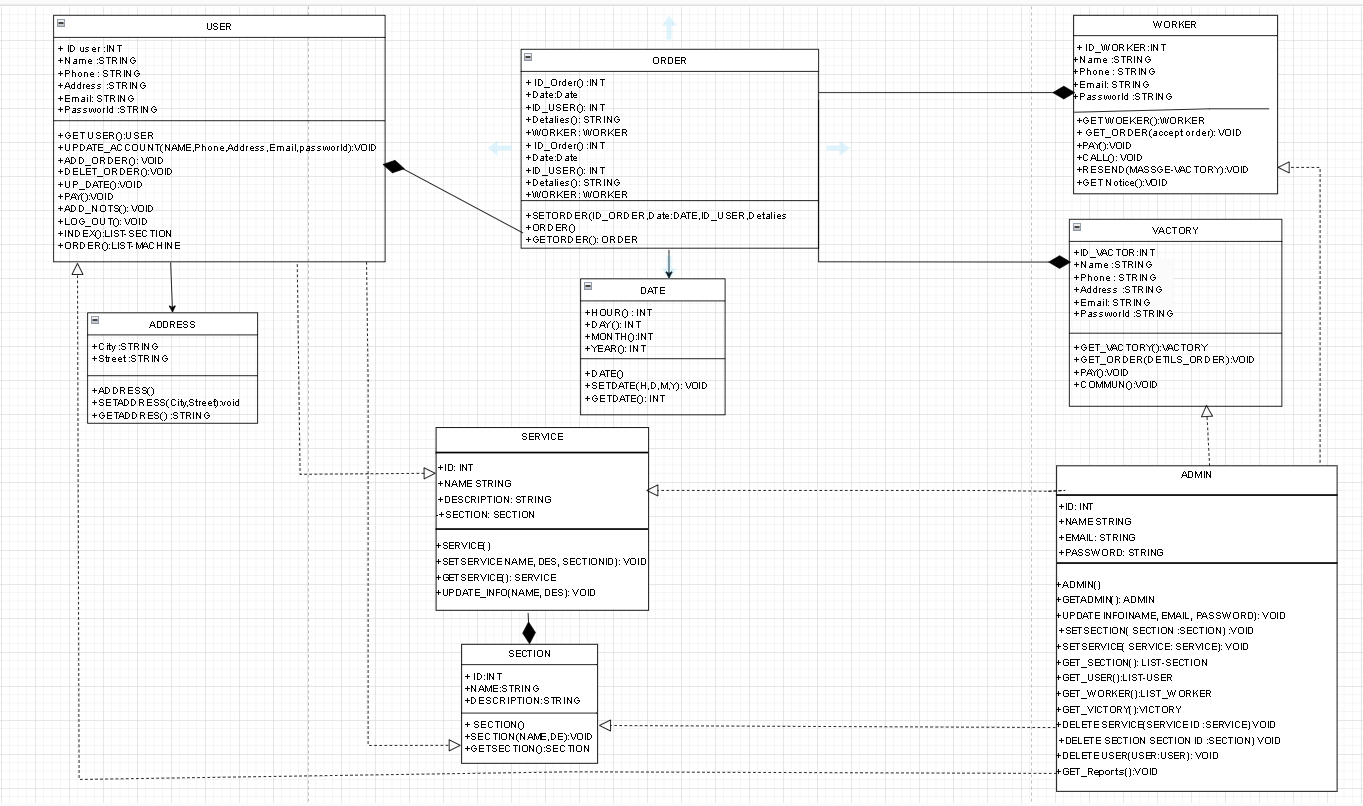 USER
+ ID user :INT
+Name :STRING
+Phone : STRING
+Address :STRING
+Email: STRING
+Passworld :STRING
+GETUSER():USER
+UPDATE_ACCOUNT(NAME,Phone,Address,Email,passworld):VOID
+ADD_ORDER(): VOID
+DELET_ORDER():VOID
+UP_DATE():VOID
+PAY():VOID
+ADD_NOTS(): VOID
+LOG_OUT(): VOID
+INDEX():LIST-SECTION
+ORDER():LIST-MACHINE
ORDER
+ ID_Order() :INT
+Date:Date
+ID_USER(): INT
+Detalies(): STRING
+WORKER: WORKER
+ ID_Order() :INT
+Date:Date
+ID_USER(): INT
+Detalies(): STRING
+WORKER: WORKER
+SETORDER(ID_ORDER,Date:DATE,ID_USER,Detalies
+ORDER()
+GETORDER(): ORDER
WORKER
+ ID_WORKER:INT
+Name :STRING
+Phone : STRING
+Email: STRING
+Passworld :STRING
+GETWOEKER():WORKER
+ GET_ORDER(accept order): VOID
+PAY():VOID
+CALL(): VOID
+RESEND(MASSGE-VACTORY):VOID
+GETNotice():VOID
VACTORY
+ID_VACTOR:INT
+Name :STRING
+Phone : STRING
+Address :STRING
+Email: STRING
+Passworld :STRING
+GET_VACTORY():VACTORY
+GET_ORDER(DETILS_ORDER):VOID
+PAY():VOID
+COMMUN():VOID
ADDRESS
+City :STRING
+Street :STRING
+ADDRESS()
+SETADDRESS(City,Street):void
+GETADDRES() :STRING
DATE
+HOUR() : INT
+DAY(): INT
+MONTH():INT
+YEAR(): INT
+DATE()
+SETDATE(H,D,M,Y): VOID
+GETDATE(): INT
SERVICE
+ID: INT
+NAME STRING
+DESCRIPTION: STRING
-+SECTION: SECTION
+SERVICE()
+SETSERVICE NAME, DES, SECTIONID): VOID
+GETSERVICE(): SERVICE
+UPDATE_INFO(NAME, DES): VOID
SECTION
+ ID:INT
+NAME:STRING
+DESCRIPTION:STRING
+ SECTION()
+SECTION(NAME,DE):VOID
+GETSECTION():SECTION
ADMIN
+ID: INT
+NAME STRING
+EMAIL: STRING
+PASSWORD: STRING
+ADMIN()
+GETADMIN(): ADMIN
+UPDATE INFO(NAME, EMAIL, PASSWORD): VOID
+SETSECTION( SECTION :SECTION) :VOID
+SETSERVICE( SERVICE: SERVICE): VOID
+GET_SECTION(): LIST-SECTION
+GET_USER():LIST-USER
+GET_WORKER():LIST_WORKER
+GET_VICTORY():VICTORY
+DELETE SERVICE(SERVICE ID :SERVICE) VOID
+DELETE SECTION SECTION ID :SECTION) VOID
+DELETE USER(USER:USER): VOID
+GET_Reports():VOID